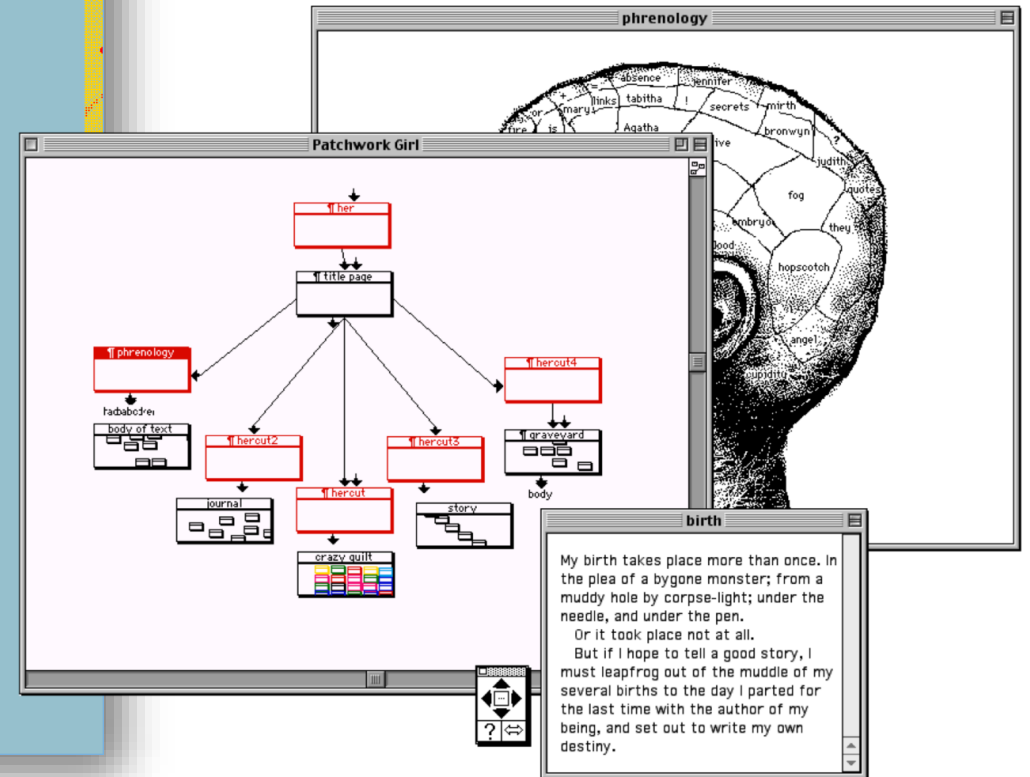 phrenology
absence
jennifer
=
+
mary
links
tabitha
!
secrets
mirth
or
is
Agatha
bronwyn
?
judith
fog
quotes
embryo
they
hopscotch
angel
cupidity
Patchwork Girl
¶ her
¶ title page
¶ phrenology
¶ hercut4
body of text
¶ hercut2
¶ hercut3
¶ graveyard
¶ hercut
body
journal
story
crazy quilt
birth
My birth takes place more than once. In
the plea of a bygone monster; from a
muddy hole by corpse-light; under the
needle, and under the pen.
Or it took place not at all.
But if I hope to tell a good story, I
must leapfrog out of the muddle of my
several births to the day I parted for
the last time with the author of my
being, and set out to write my own
destiny.
?